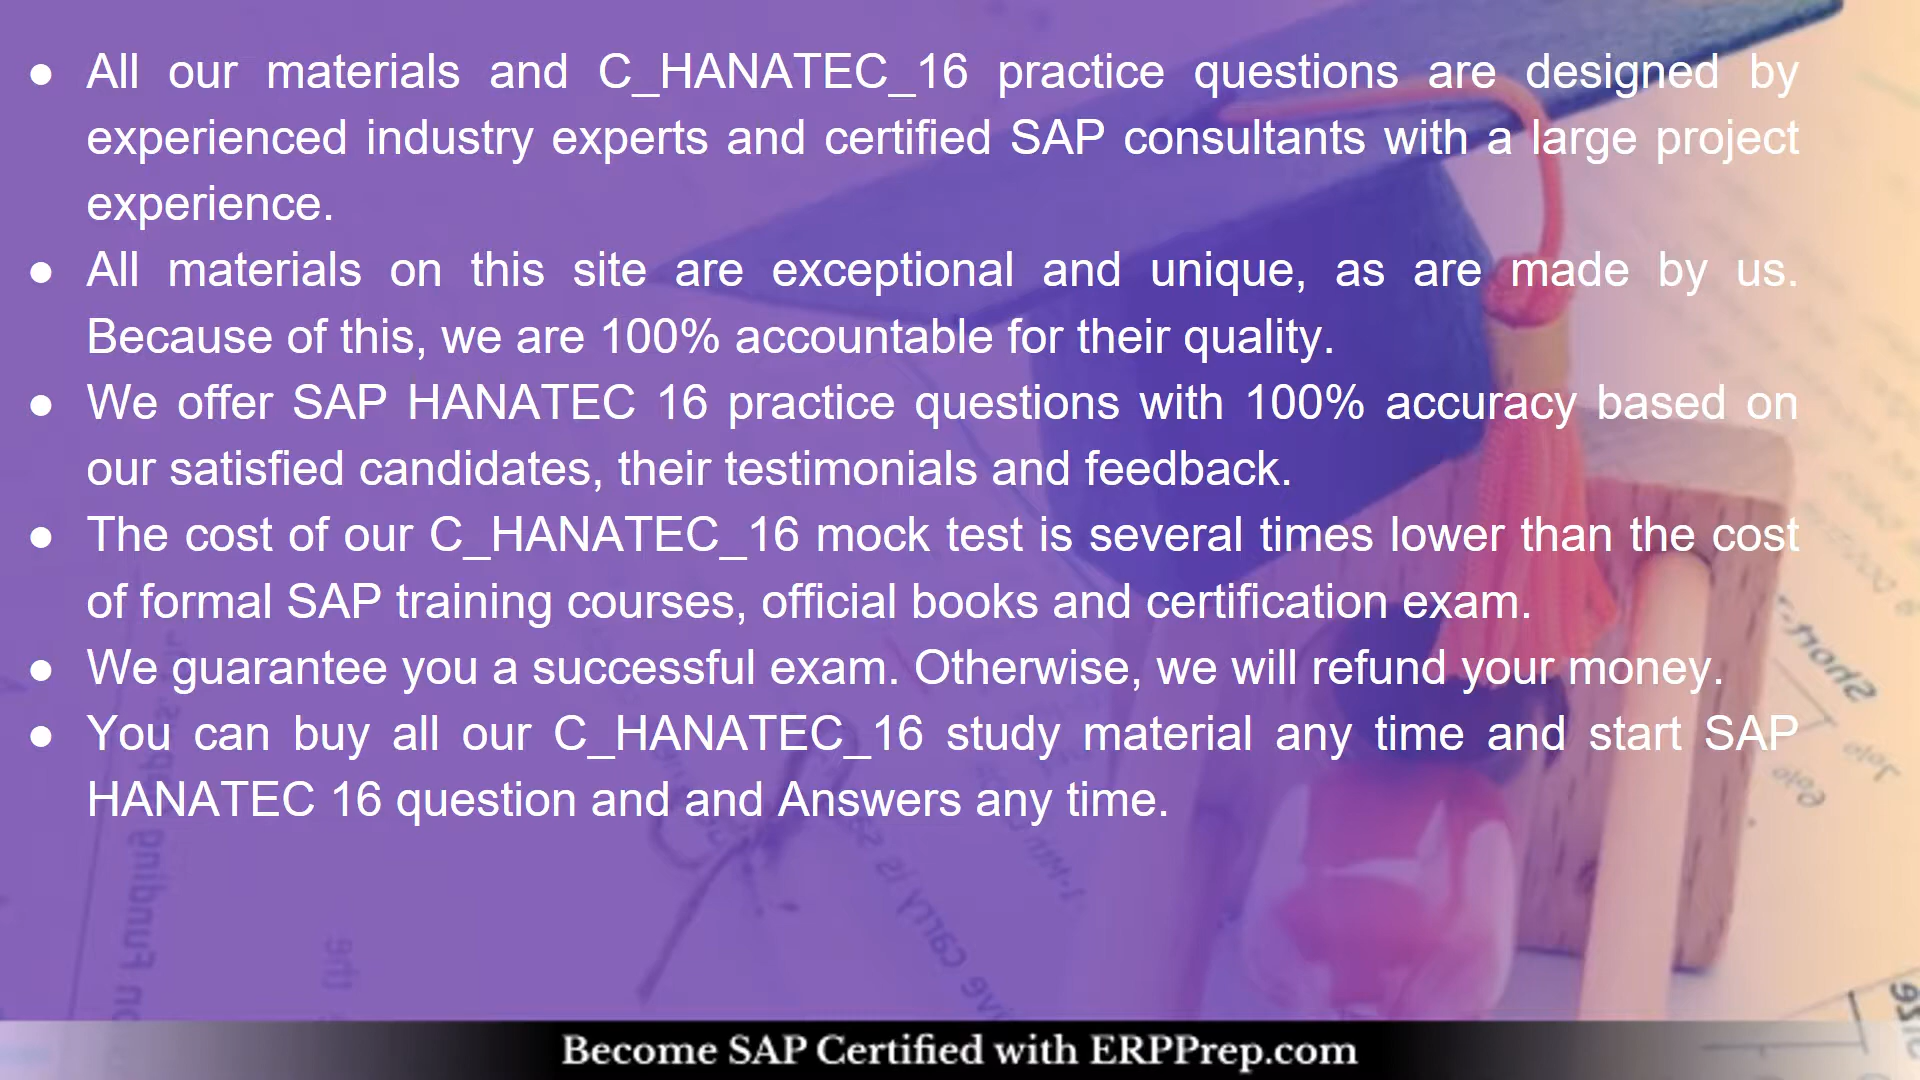 ● All our materials and C_HANATEC_16 practice questions are designed by
experienced industry experts and certified SAP consultants with a large project
experience.
● All materials on this site are exceptional and unique, as are made by us.
Because of this, we are 100% accountable for their quality.
● We offer SAP HANATEC 16 practice questions with 100% accuracy based on
our satisfied candidates, their testimonials and feedback.
● The cost of our C_HANATEC_16 mock test is several times lower than the cost
of formal SAP training courses, official books and certification exam.
● We guarantee you a successful exam. Otherwise, we will refund your money.
● You can buy all our C_HANATEC_16 study material any time and start SAP
HANATEC 16 question and and Answers any time.
Short-
Funding
Become SAP Certified with ERPPrep.com